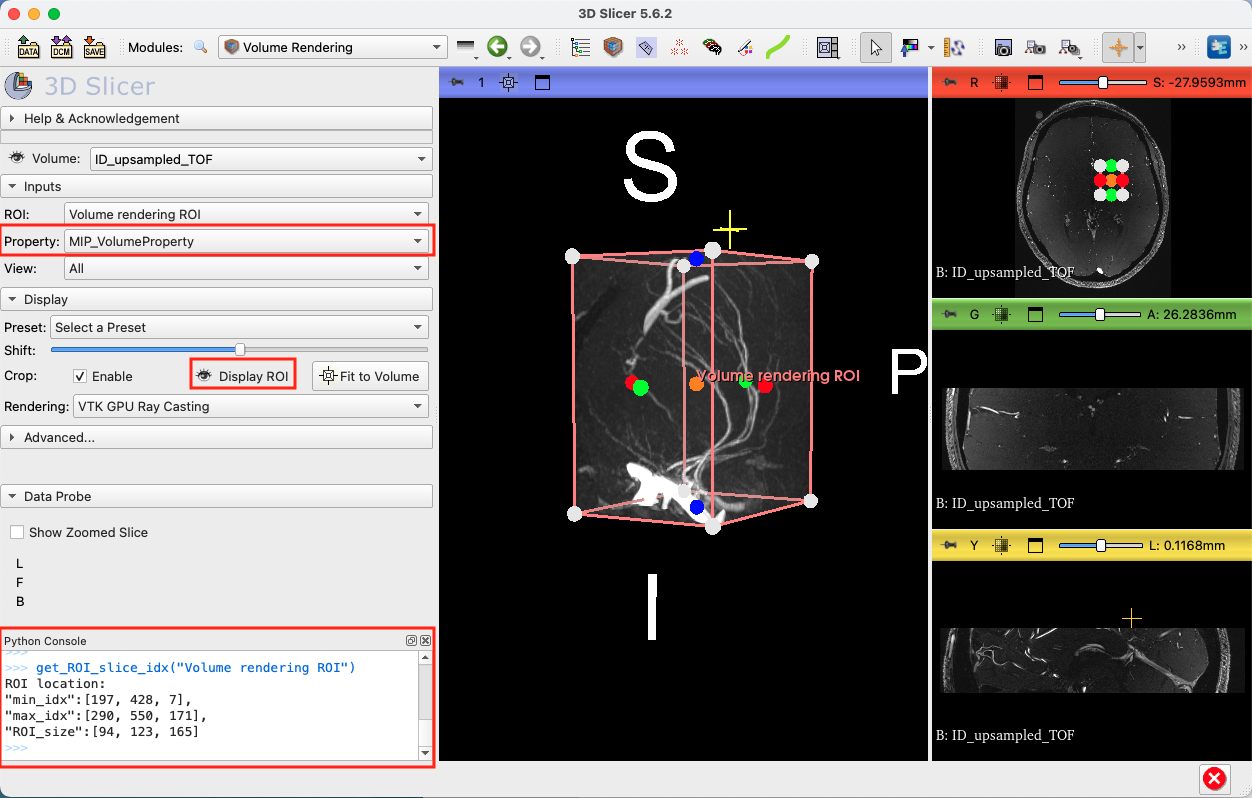 3D Slicer 5.6.2
DATA DCM SAVE Modules: Volume Rendering
3D Slicer
Help & Acknowledgement
Volume: ID_upsampled_TOF
Inputs
ROI: Volume rendering ROI
Property: MIP_VolumeProperty
View: All
Display
Preset: Select a Preset
Shift:
Crop: Enable Display ROI Fit to Volume
Rendering: VTK GPU Ray Casting
Advanced...
Data Probe
Show Zoomed Slice
L
F
B
Python Console
>>>
>>> get_ROI_slice_idx("Volume rendering ROI")
ROI location:
"min_idx":[197, 428, 7],
"max_idx":[290, 550, 171],
"ROI_size":[94, 123, 165]
>>>
1
S
P
Volume rendering ROI
I
R S: -27.9593mm
B: ID_upsampled_TOF
G A: 26.2836mm
B: ID_upsampled_TOF
Y L: 0.1168mm
B: ID_upsampled_TOF